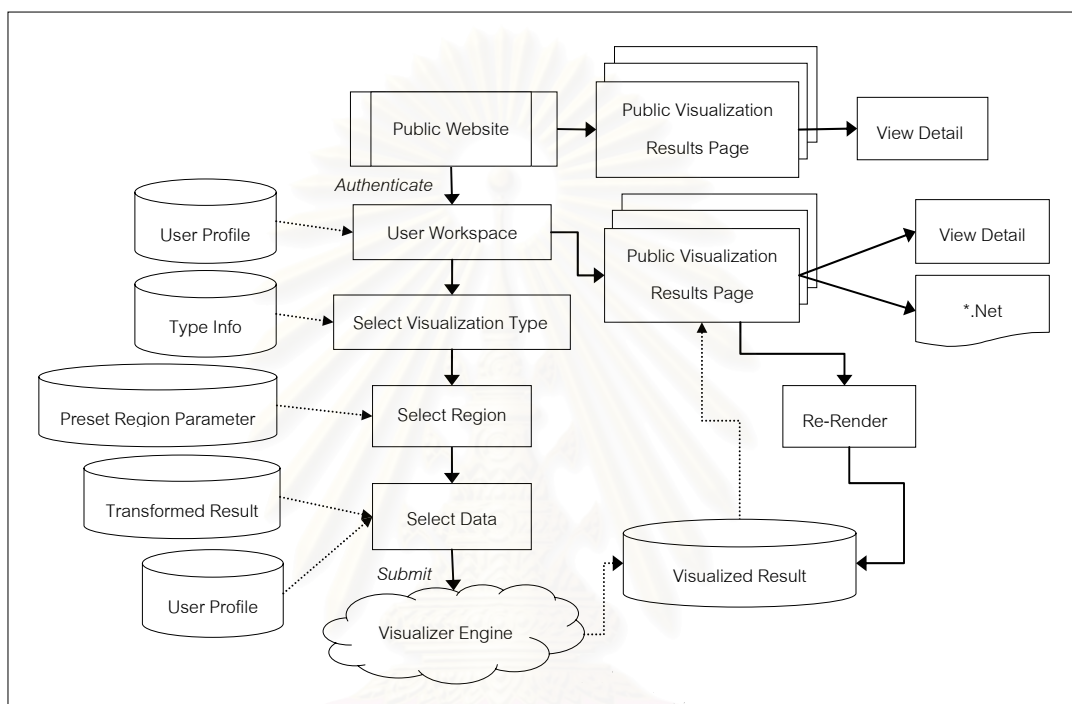 Public Website
Public Visualization
Results Page
View Detail
Authenticate
User Profile
User Workspace
Public Visualization
Results Page
View Detail
*.Net
Type Info
Select Visualization Type
Preset Region Parameter
Select Region
Re-Render
Transformed Result
Select Data
User Profile
Submit
Visualizer Engine
Visualized Result